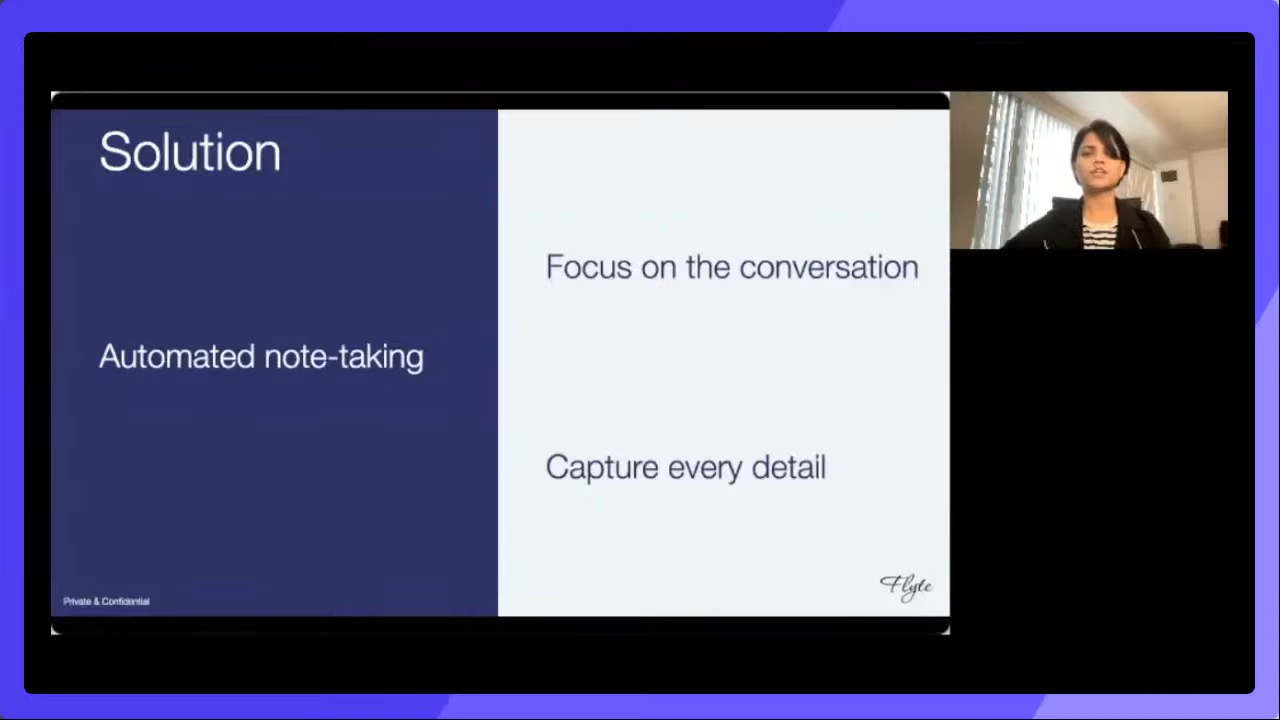 Solution
Automated note-taking
Focus on the conversation
Capture every detail
Private & Confidential
Flyte